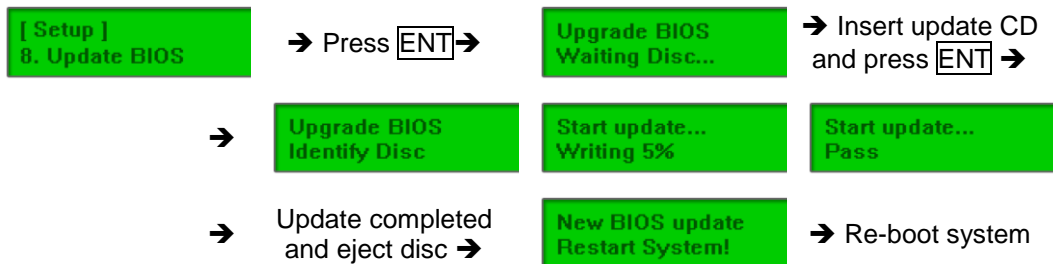 [ Setup ]
8. Update BIOS
➔ Press ENT➔
Upgrade BIOS
Waiting Disc...
➔ Insert update CD
and press ENT ➔
➔
Upgrade BIOS
Identify Disc
Start update...
Writing 5%
Start update...
Pass
➔
Update completed
and eject disc ➔
New BIOS update
Restart System!
➔ Re-boot system